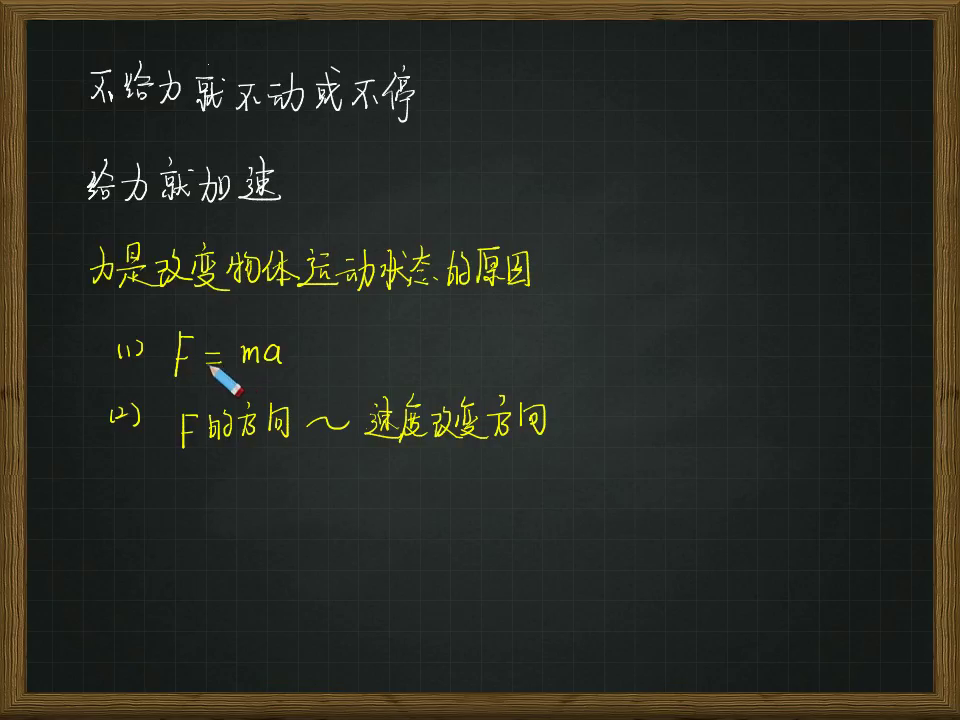 不给力就不动或不停
给力就加速
力是改变物体运动状态的原因
(1) F = ma
(2) F的方向 ~ 速度改变方向